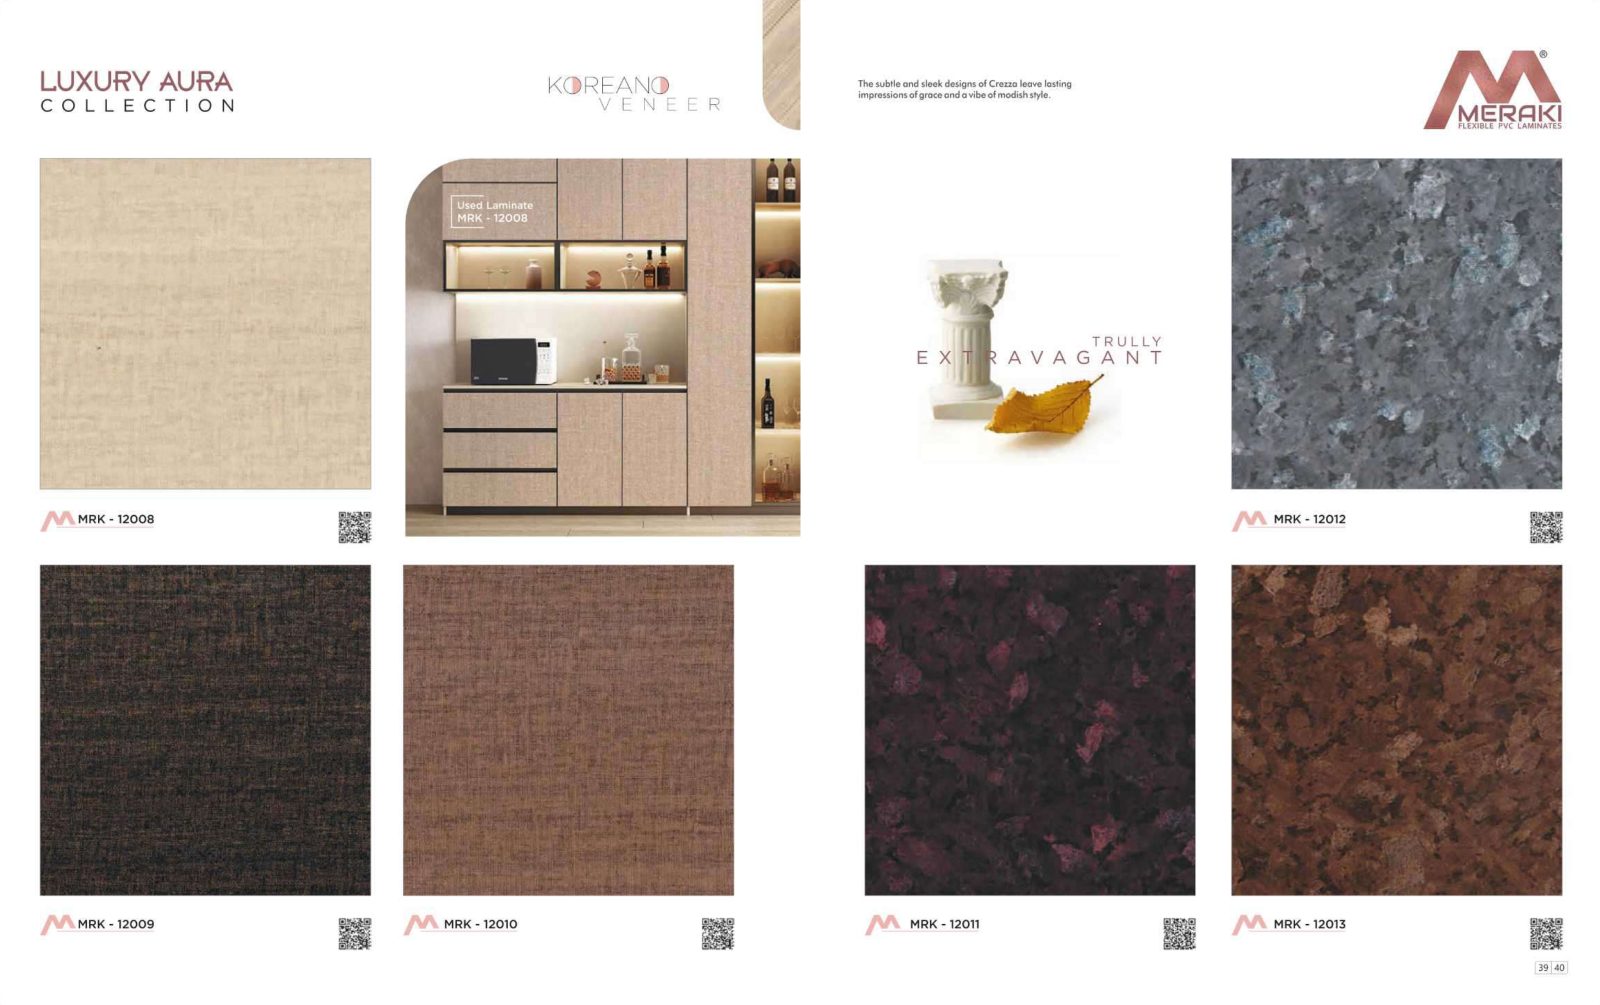 LUXURY AURA
COLLECTION
KOREANO
VENEER
The subtle and sleek designs of Crezza leave lasting
impressions of grace and a vibe of modish style.
®
MERAKI
FLEXIBLE PVC LAMINATES
Used Laminate
MRK - 12008
TRULLY
EXTRAVAGANT
MRK - 12008
MRK - 12012
MRK - 12009
MRK - 12010
MRK - 12011
MRK - 12013
39 40